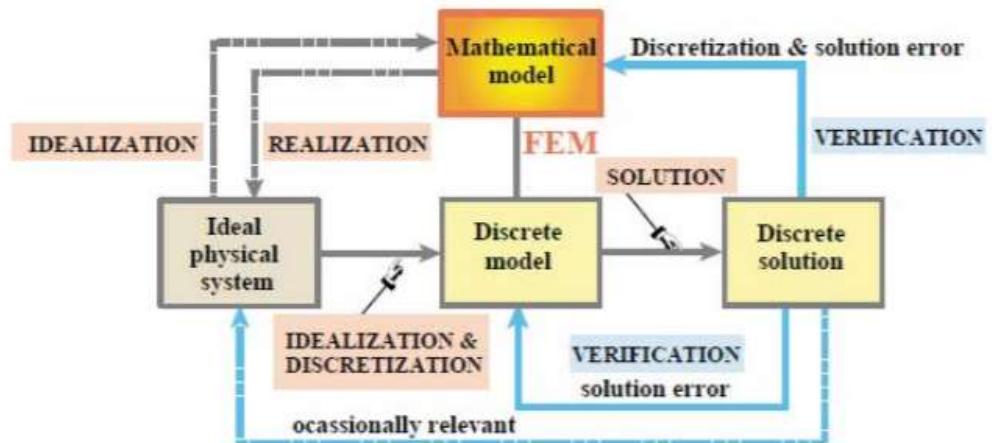 Mathematical
model
Discretization & solution error
IDEALIZATION
REALIZATION
FEM
VERIFICATION
SOLUTION
Ideal
physical
system
Discrete
model
Discrete
solution
IDEALIZATION &
DISCRETIZATION
VERIFICATION
solution error
ocassionally relevant